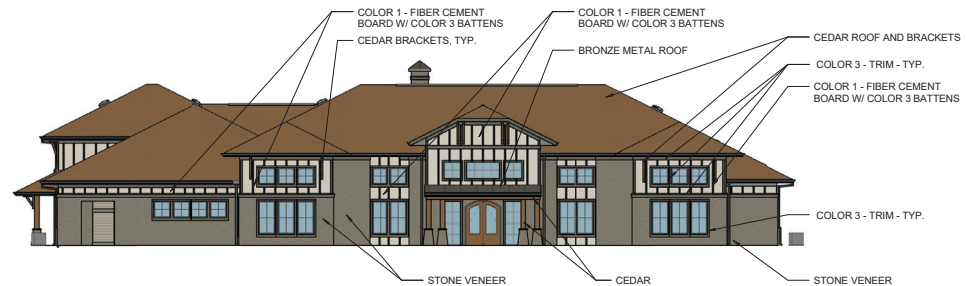 COLOR 1 - FIBER CEMENT
BOARD W/ COLOR 3 BATTENS
CEDAR BRACKETS, TYP.
COLOR 1 - FIBER CEMENT
BOARD W/ COLOR 3 BATTENS
BRONZE METAL ROOF
CEDAR ROOF AND BRACKETS
COLOR 3 - TRIM - TYP.
COLOR 1 - FIBER CEMENT
BOARD W/ COLOR 3 BATTENS
COLOR 3 - TRIM - TYP.
STONE VENEER
CEDAR
STONE VENEER